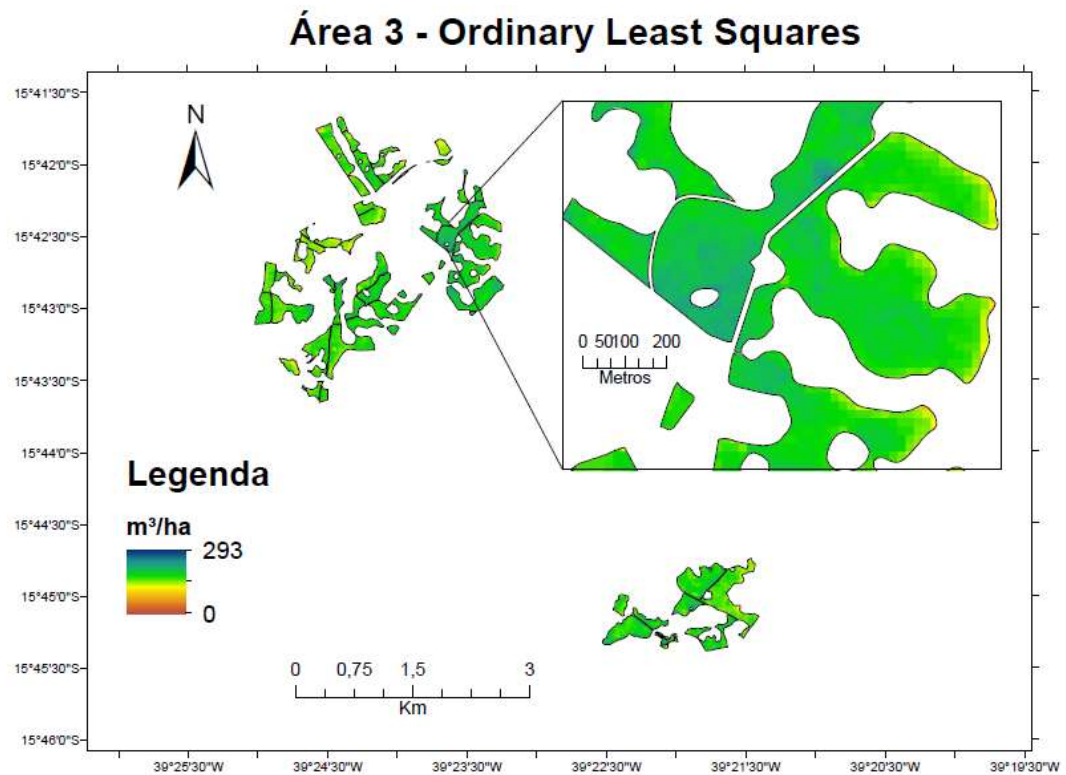 Área 3 - Ordinary Least Squares
15°41'30"S
15°42'0"S
15°42'30"S
15°43'0"S
15°43'30"S
15°44'0"S
15°44'30"S
15°45'0"S
15°45'30"S
15°46'0"S
N
0 50100 200
Metros
Legenda
m³/ha
293
0
0 0,75 1,5 3
Km
39°25'30"W 39°24'30"W 39°23'30"W 39°22'30"W 39°21'30"W 39°20'30"W 39°19'30"W